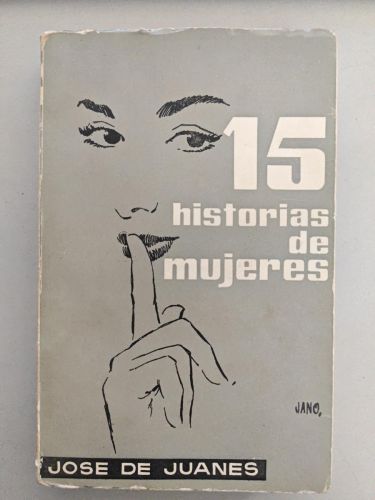 15
historias
de
mujeres
JANO,
JOSE DE JUANES